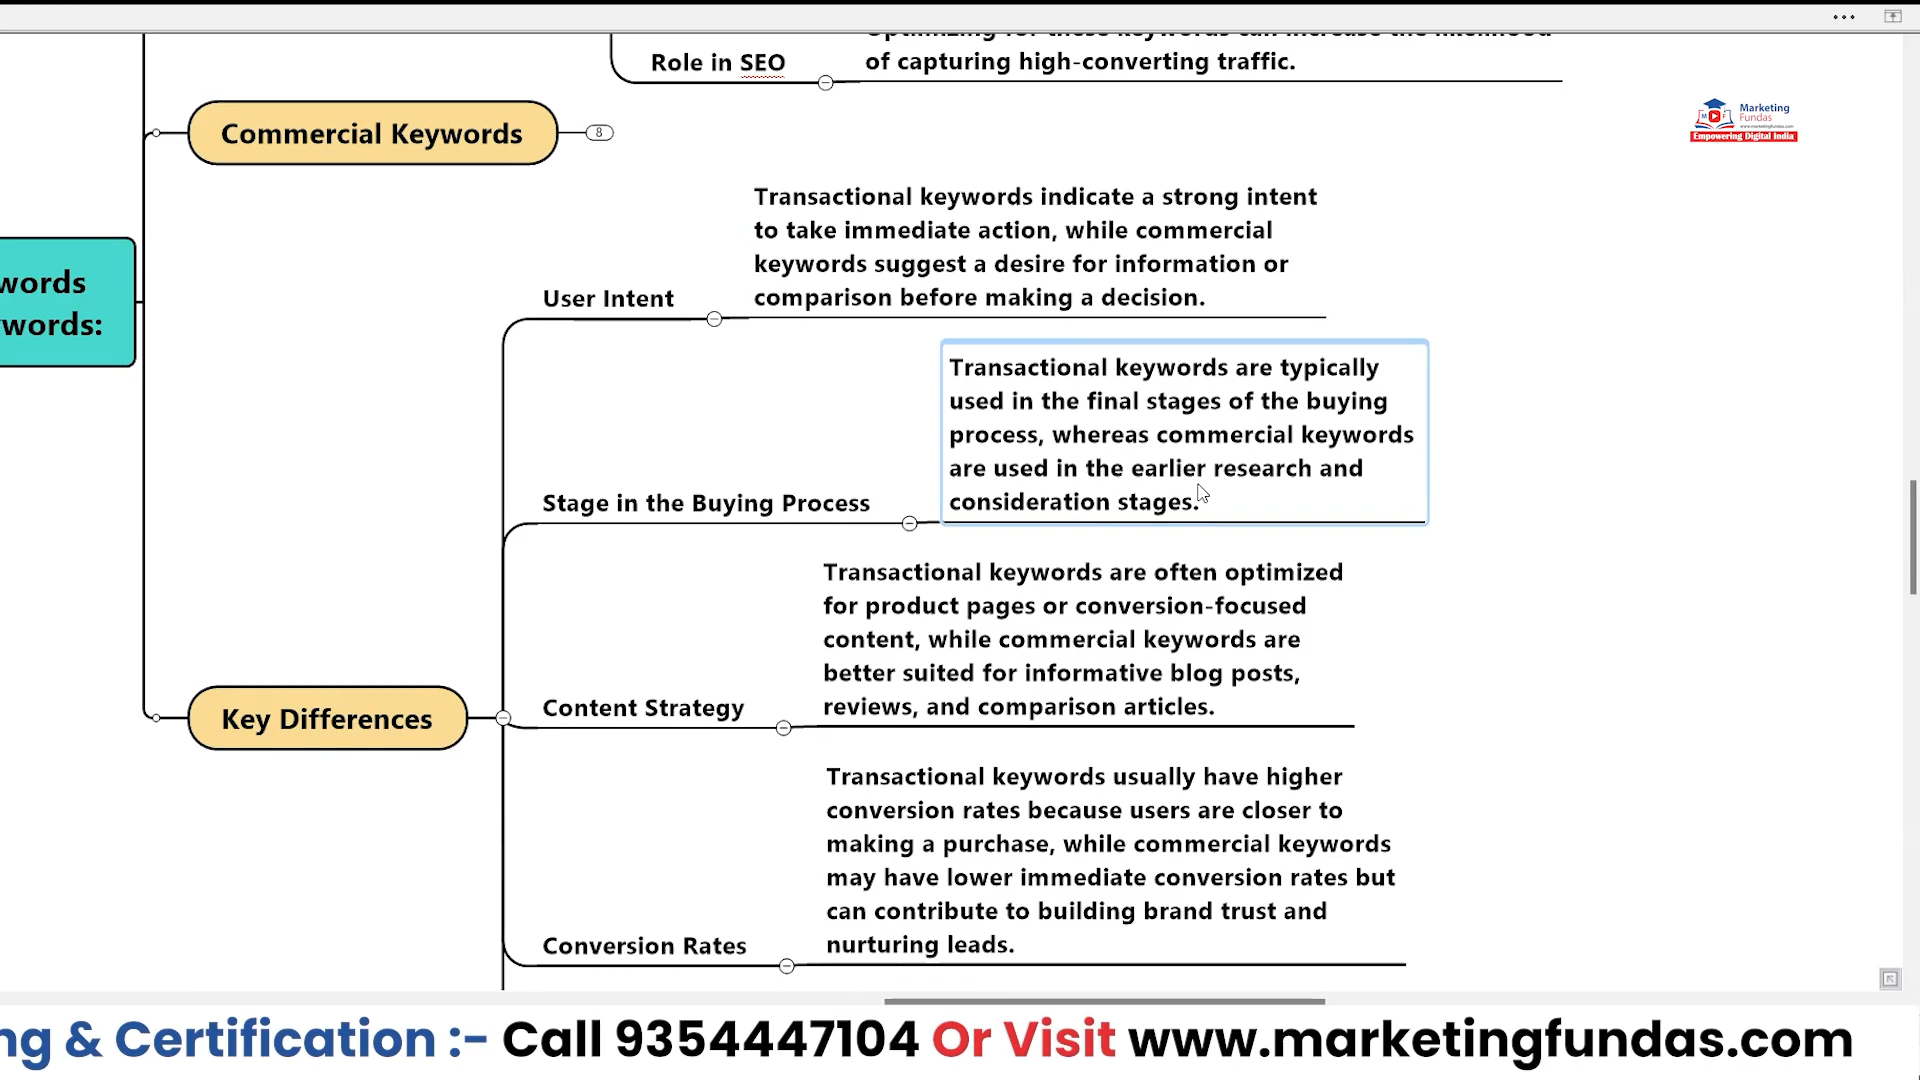 Role in SEO
of capturing high-converting traffic.
Commercial Keywords
8
Marketing
Fundas
www.marketingfundas.com
Empowering Digital India
words
words:
User Intent
Transactional keywords indicate a strong intent
to take immediate action, while commercial
keywords suggest a desire for information or
comparison before making a decision.
Stage in the Buying Process
Transactional keywords are typically
used in the final stages of the buying
process, whereas commercial keywords
are used in the earlier research and
consideration stages.
Key Differences
Content Strategy
Transactional keywords are often optimized
for product pages or conversion-focused
content, while commercial keywords are
better suited for informative blog posts,
reviews, and comparison articles.
Conversion Rates
Transactional keywords usually have higher
conversion rates because users are closer to
making a purchase, while commercial keywords
may have lower immediate conversion rates but
can contribute to building brand trust and
nurturing leads.
ng & Certification :- Call 9354447104 Or Visit www.marketingfundas.com